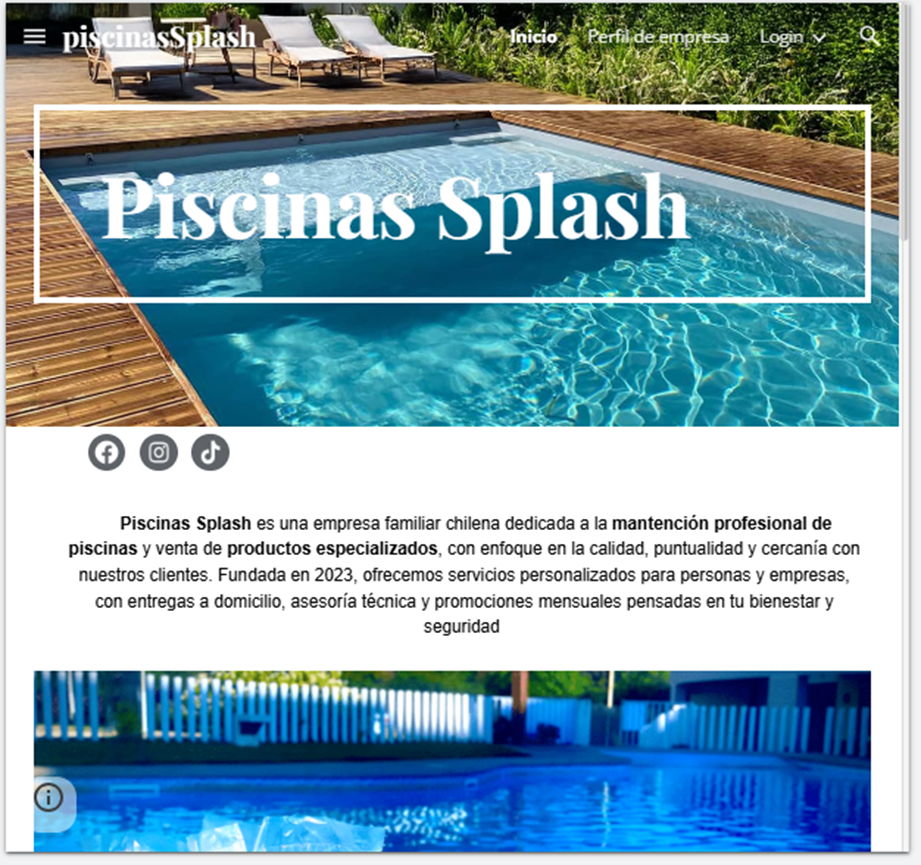 piscinasSplash Inicio Perfil de empresa Login
Piscinas Splash
Piscinas Splash es una empresa familiar chilena dedicada a la mantención profesional de
piscinas y venta de productos especializados, con enfoque en la calidad, puntualidad y cercanía con
nuestros clientes. Fundada en 2023, ofrecemos servicios personalizados para personas y empresas,
con entregas a domicilio, asesoría técnica y promociones mensuales pensadas en tu bienestar y
seguridad